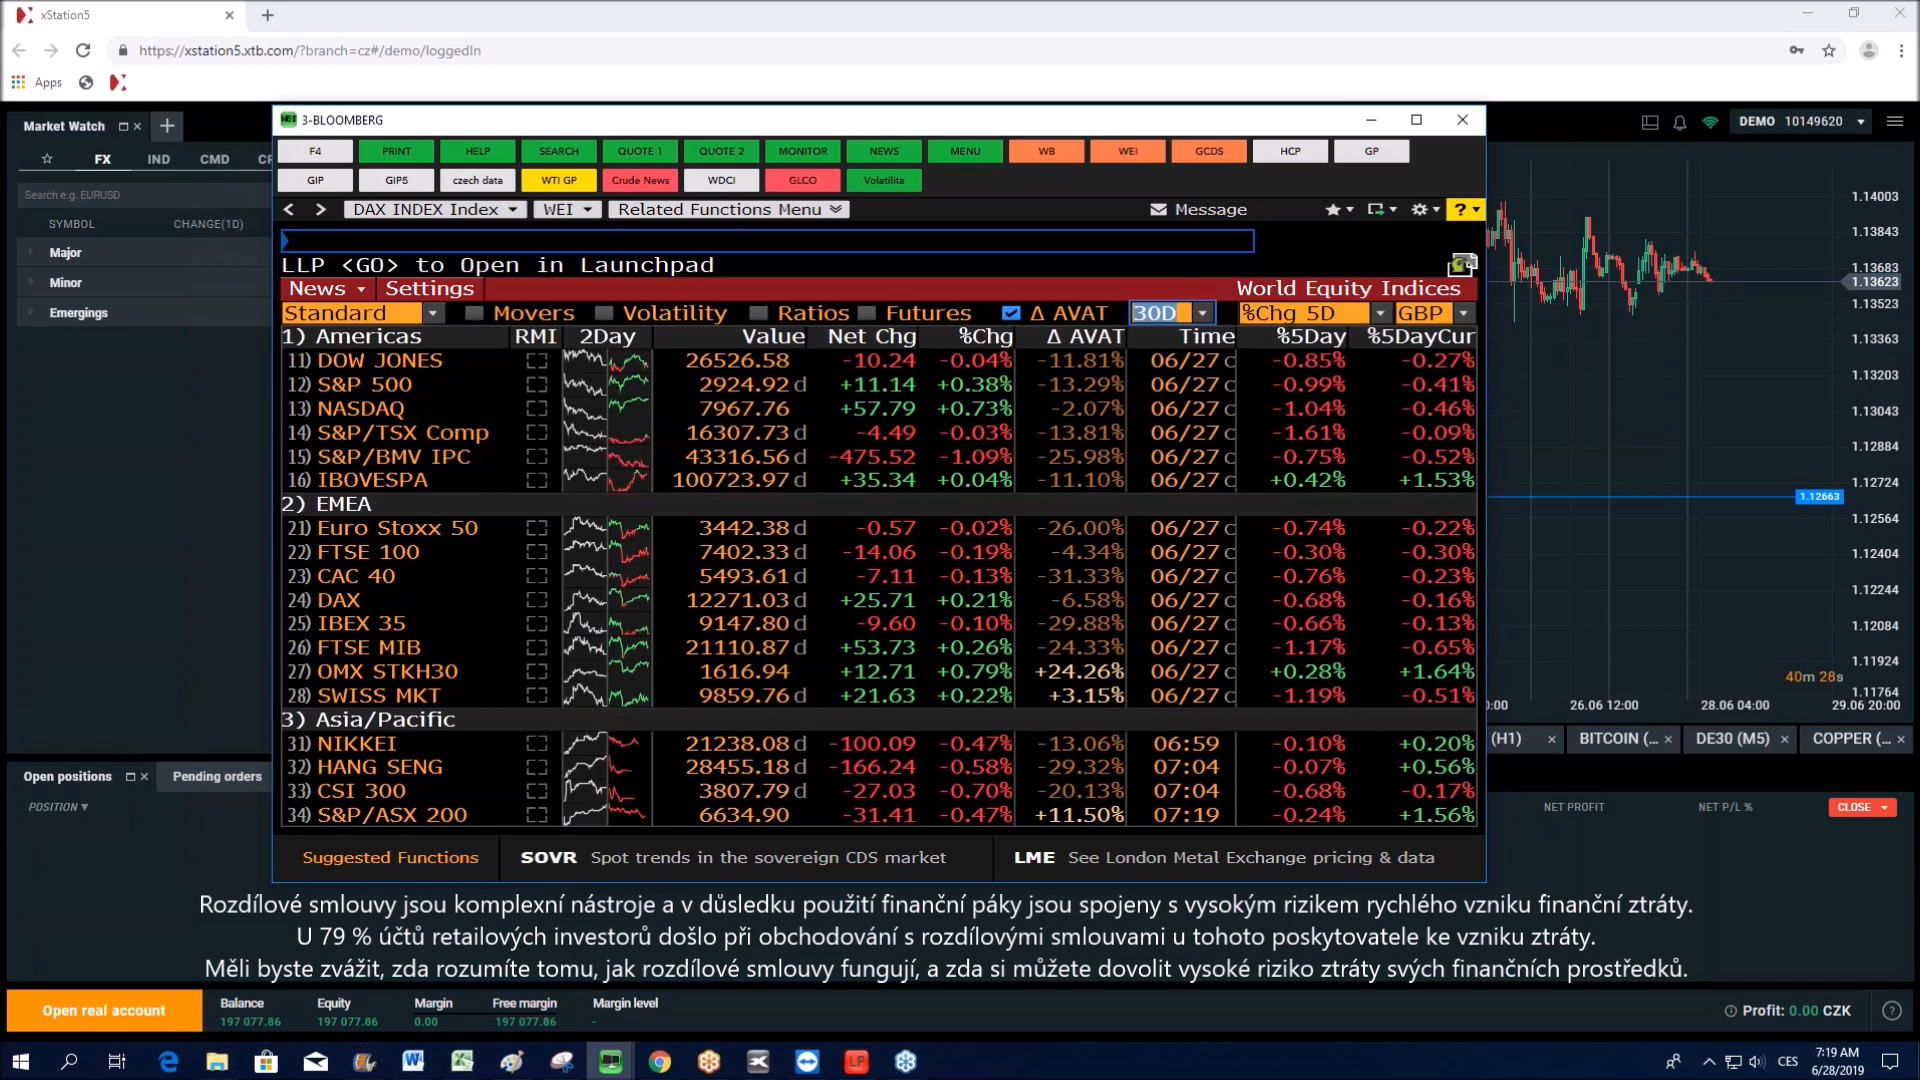 xStation5
https://xstation5.xtb.com/?branch=cz#/demo/loggedIn
Apps
Market Watch
FX IND CMD
Search e.g. EURUSD
SYMBOL CHANGE(1D)
Major
Minor
Emergings
3-BLOOMBERG
F4 PRINT HELP SEARCH QUOTE 1 QUOTE 2 MONITOR NEWS MENU WB WEI GCDS HCP GP
GIP GIP5 czech data WTI GP Crude News WDCI GLCO Volatilita
DAX INDEX Index WEI Related Functions Menu Message ?
LLP <GO> to Open in Launchpad
News Settings World Equity Indices
Standard Movers Volatility Ratios Futures Δ AVAT 30D %Chg 5D GBP
1) Americas RMI 2Day Value Net Chg %Chg Δ AVAT Time %5Day %5DayCur
11) DOW JONES 26526.58 -10.24 -0.04% -11.81% 06/27 c -0.85% -0.27%
12) S&P 500 2924.92 d +11.14 +0.38% -13.29% 06/27 c -0.99% -0.41%
13) NASDAQ 7967.76 +57.79 +0.73% -2.07% 06/27 c -1.04% -0.46%
14) S&P/TSX Comp 16307.73 d -4.49 -0.03% -13.81% 06/27 c -1.61% -0.09%
15) S&P/BMV IPC 43316.56 d -475.52 -1.09% -25.98% 06/27 c -0.75% -0.52%
16) IBOVESPA 100723.97 d +35.34 +0.04% -11.10% 06/27 c +0.42% +1.53%
2) EMEA
21) Euro Stoxx 50 3442.38 d -0.57 -0.02% -26.00% 06/27 c -0.74% -0.22%
22) FTSE 100 7402.33 d -14.06 -0.19% -4.34% 06/27 c -0.30% -0.30%
23) CAC 40 5493.61 d -7.11 -0.13% -31.33% 06/27 c -0.76% -0.23%
24) DAX 12271.03 d +25.71 +0.21% -6.58% 06/27 c -0.68% -0.16%
25) IBEX 35 9147.80 d -9.60 -0.10% -29.88% 06/27 c -0.66% -0.13%
26) FTSE MIB 21110.87 d +53.73 +0.26% -24.33% 06/27 c -1.17% -0.65%
27) OMX STKH30 1616.94 +12.71 +0.79% +24.26% 06/27 c +0.28% +1.64%
28) SWISS MKT 9859.76 d +21.63 +0.22% +3.15% 06/27 c -1.19% -0.51%
3) Asia/Pacific
31) NIKKEI 21238.08 d -100.09 -0.47% -13.06% 06:59 -0.10% +0.20%
32) HANG SENG 28455.18 d -166.24 -0.58% -29.32% 07:04 -0.07% +0.56%
33) CSI 300 3807.79 d -27.03 -0.70% -20.13% 07:04 -0.68% -0.17%
34) S&P/ASX 200 6634.90 -31.41 -0.47% +11.50% 07:19 -0.24% +1.56%
Suggested Functions SOVR Spot trends in the sovereign CDS market LME See London Metal Exchange pricing & data
DEMO 10149620
1.14003
1.13843
1.13683
1.13623
1.13523
1.13363
1.13203
1.13043
1.12884
1.12724
1.12663
1.12564
1.12404
1.12244
1.12084
1.11924
40m 28s
1.11764
26.06 12:00 28.06 04:00 29.06 20:00
(H1) BITCOIN (... DE30 (M5) COPPER (...
Open positions Pending orders
POSITION NET PROFIT NET P/L % CLOSE
Rozdílové smlouvy jsou komplexní nástroje a v důsledku použití finanční páky jsou spojeny s vysokým rizikem rychlého vzniku finanční ztráty.
U 79 % účtů retailových investorů došlo při obchodování s rozdílovými smlouvami u tohoto poskytovatele ke vzniku ztráty.
Měli byste zvážit, zda rozumíte tomu, jak rozdílové smlouvy fungují, a zda si můžete dovolit vysoké riziko ztráty svých finančních prostředků.
Open real account
Balance Equity Margin Free margin Margin level
197 077.86 197 077.86 0.00 197 077.86 -
Profit: 0.00 CZK
CES
7:19 AM
6/28/2019